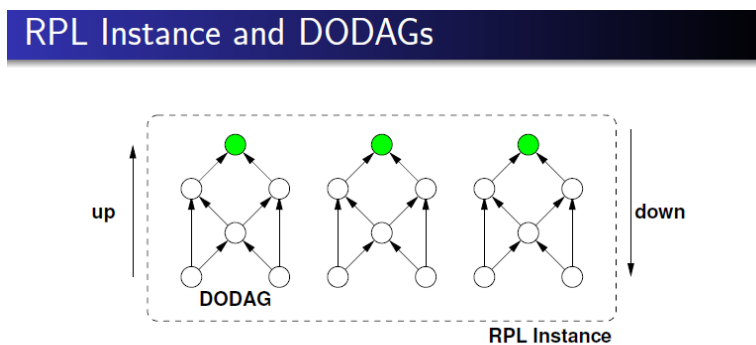 RPL Instance and DODAGs
up
down
DODAG
RPL Instance